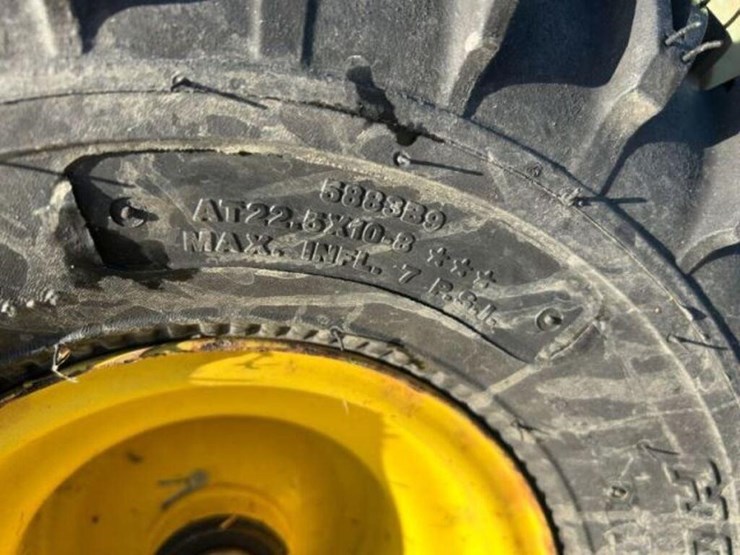 5883B9
AT22.5X10-8 ***
MAX. INFL. 7 P.S.I.